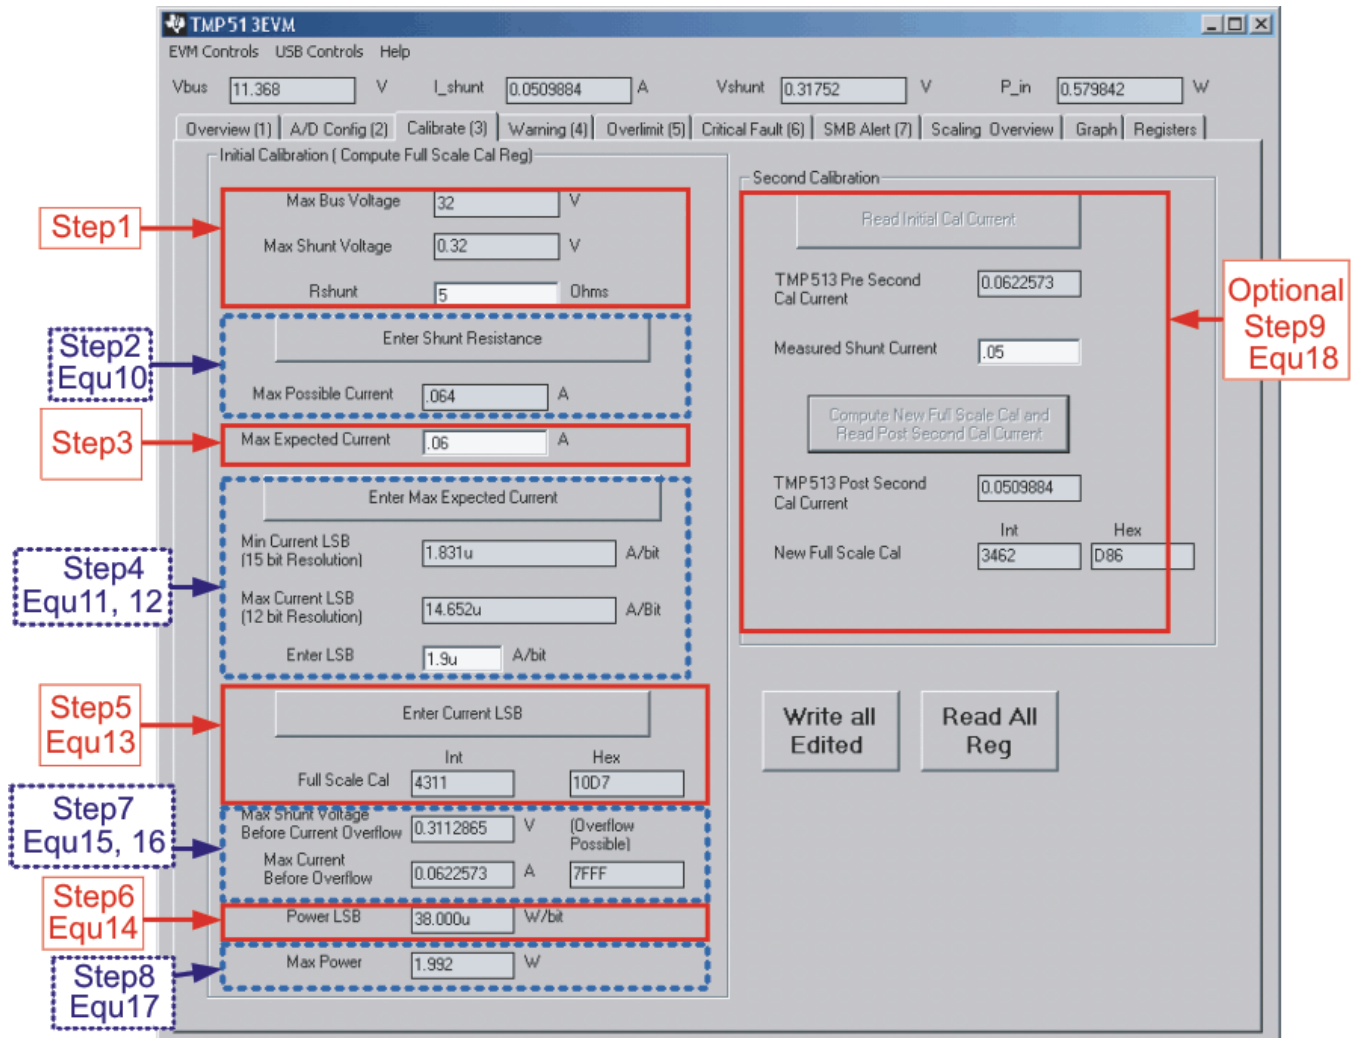 TMP513EVM
EVM Controls USB Controls Help
Vbus 11.368 V I_shunt 0.0509884 A Vshunt 0.31752 V P_in 0.579842 W
Overview (1) A/D Config (2) Calibrate (3) Warning (4) Overlimit (5) Critical Fault (6) SMB Alert (7) Scaling Overview Graph Registers
Initial Calibration ( Compute Full Scale Cal Reg)
Step1
Max Bus Voltage 32 V
Max Shunt Voltage 0.32 V
Rshunt 5 Ohms
Step2
Equ10
Enter Shunt Resistance
Max Possible Current .064 A
Step3
Max Expected Current .06 A
Enter Max Expected Current
Step4
Equ11, 12
Min Current LSB
(15 bit Resolution) 1.831u A/bit
Max Current LSB
(12 bit Resolution) 14.652u A/Bit
Enter LSB 1.9u A/bit
Step5
Equ13
Enter Current LSB
Int Hex
Full Scale Cal 4311 10D7
Step7
Equ15, 16
Max Shunt Voltage
Before Current Overflow 0.3112865 V (Overflow
Possible)
Max Current
Before Overflow 0.0622573 A 7FFF
Step6
Equ14
Power LSB 38.000u W/bit
Step8
Equ17
Max Power 1.992 W
Second Calibration
Read Initial Cal Current
TMP513 Pre Second
Cal Current 0.0622573
Measured Shunt Current .05
Compute New Full Scale Cal and
Read Post Second Cal Current
TMP513 Post Second
Cal Current 0.0509884
Int Hex
New Full Scale Cal 3462 D86
Optional
Step9
Equ18
Write all
Edited
Read All
Reg